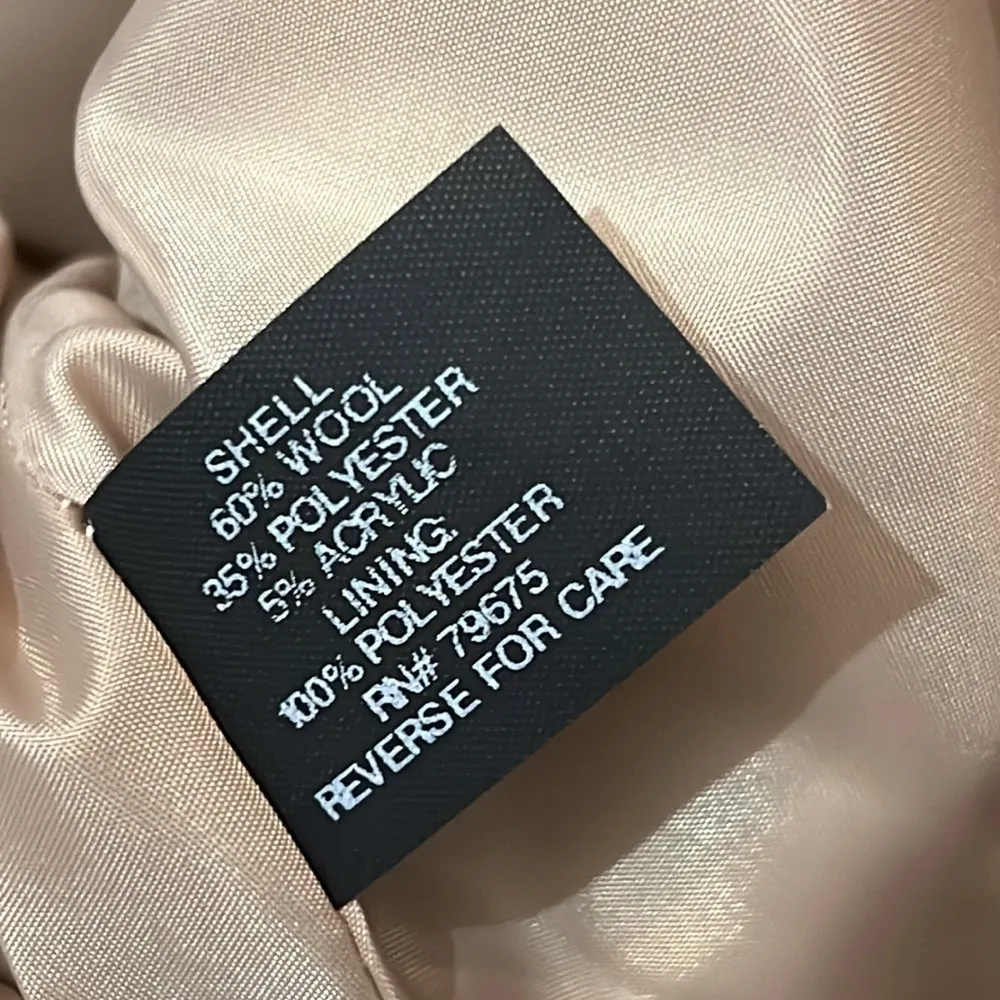 SHELL
60% WOOL
35% POLYESTER
5% ACRYLIC
LINING:
100% POLYESTER
RN# 79675
REVERSE FOR CARE